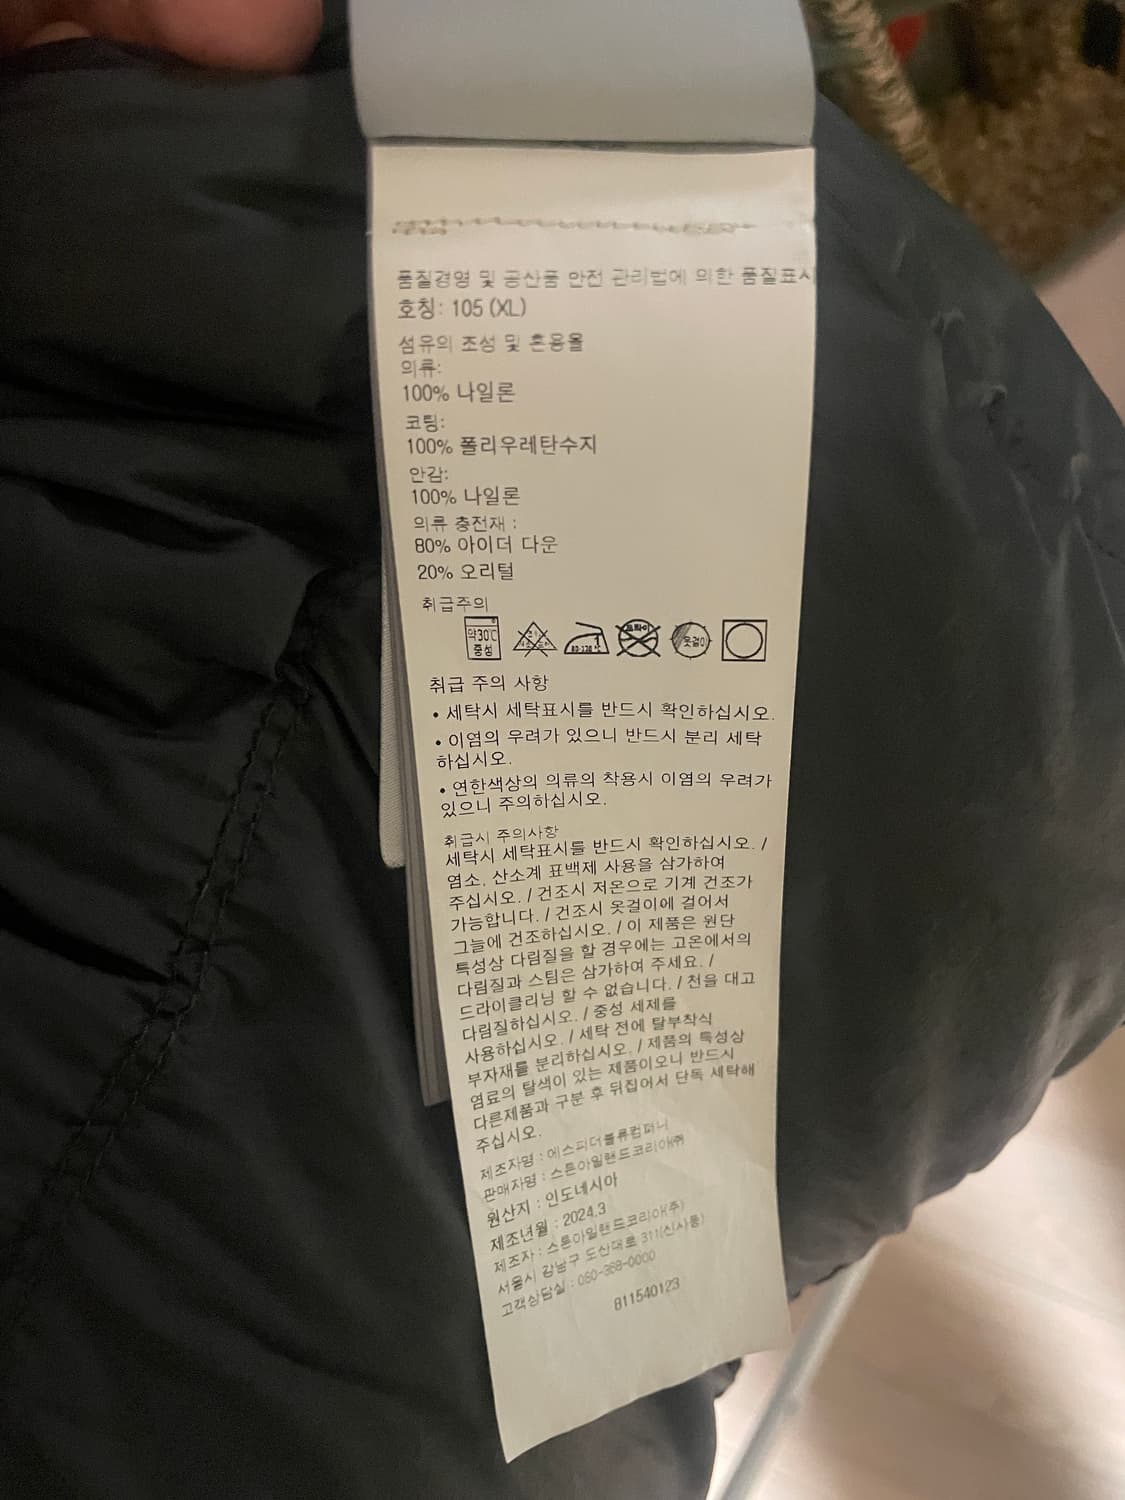 품질경영 및 공산품 안전 관리법에 의한 품질표시
호칭: 105 (XL)
섬유의 조성 및 혼용율
의류:
100% 나일론
코팅:
100% 폴리우레탄수지
안감:
100% 나일론
의류 충전재 :
80% 아이더 다운
20% 오리털
취급주의
약30℃ 중성 80-120 드라이 옷걸이
취급 주의 사항
• 세탁시 세탁표시를 반드시 확인하십시오.
• 이염의 우려가 있으니 반드시 분리 세탁
하십시오.
• 연한색상의 의류의 착용시 이염의 우려가
있으니 주의하십시오.
취급시 주의사항
세탁시 세탁표시를 반드시 확인하십시오. /
염소, 산소계 표백제 사용을 삼가하여
주십시오. / 건조시 저온으로 기계 건조가
가능합니다. / 건조시 옷걸이에 걸어서
그늘에 건조하십시오. / 이 제품은 원단
특성상 다림질을 할 경우에는 고온에서의
다림질과 스팀은 삼가하여 주세요. /
드라이클리닝 할 수 없습니다. / 천을 대고
다림질하십시오. / 중성 세제를
사용하십시오. / 세탁 전에 탈부착식
부자재를 분리하십시오. / 제품의 특성상
염료의 탈색이 있는 제품이오니 반드시
다른제품과 구분 후 뒤집어서 단독 세탁해
주십시오.
제조자명 : 에스피더블류컴퍼니
판매자명 : 스톤아일랜드코리아㈜
원산지 : 인도네시아
제조년월 : 2024.3
제조자 : 스톤아일랜드코리아(주)
서울시 강남구 도산대로 311(신사동)
고객상담실 : 080-368-0000
811540123